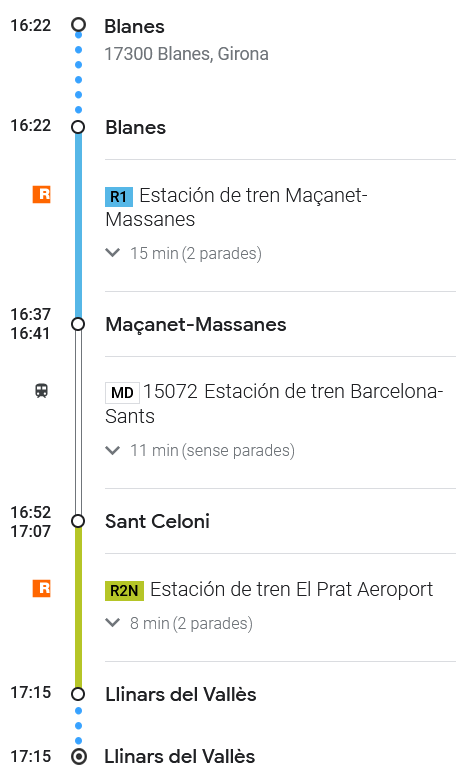 16:22 Blanes
17300 Blanes, Girona
16:22 Blanes
R R1 Estación de tren Maçanet-
Massanes
15 min (2 parades)
16:37
16:41
Maçanet-Massanes
MD 15072 Estación de tren Barcelona-
Sants
11 min (sense parades)
16:52
17:07
Sant Celoni
R R2N Estación de tren El Prat Aeroport
8 min (2 parades)
17:15 Llinars del Vallès
17:15 Llinars del Vallès